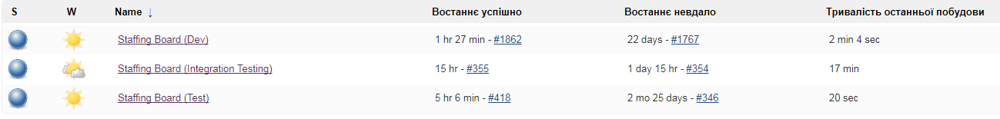 S W Name ↓ Востаннє успішно Востаннє невдало Тривалість останньої побудови
Staffing Board (Dev) 1 hr 27 min - #1862 22 days - #1767 2 min 4 sec
Staffing Board (Integration Testing) 15 hr - #355 1 day 15 hr - #354 17 min
Staffing Board (Test) 5 hr 6 min - #418 2 mo 25 days - #346 20 sec